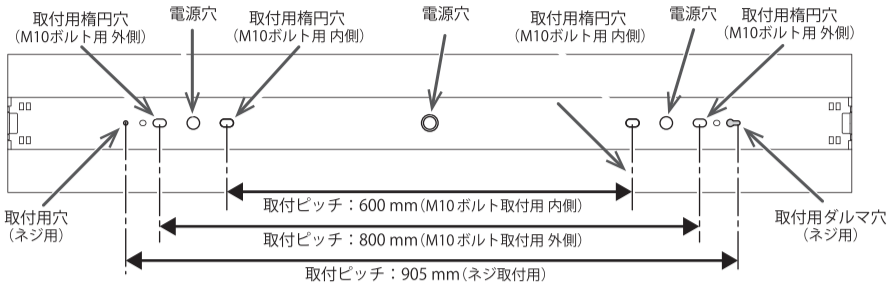 取付用楕円穴
(M10ボルト用 外側)
電源穴
取付用楕円穴
(M10ボルト用 内側)
電源穴
取付用楕円穴
(M10ボルト用 内側)
電源穴
取付用楕円穴
(M10ボルト用 外側)
取付用穴
(ネジ用)
取付ピッチ：600 mm(M10 ボルト取付用 内側)
取付ピッチ：800 mm(M10 ボルト取付用 外側)
取付ピッチ：905 mm(ネジ取付用)
取付用ダルマ穴
(ネジ用)